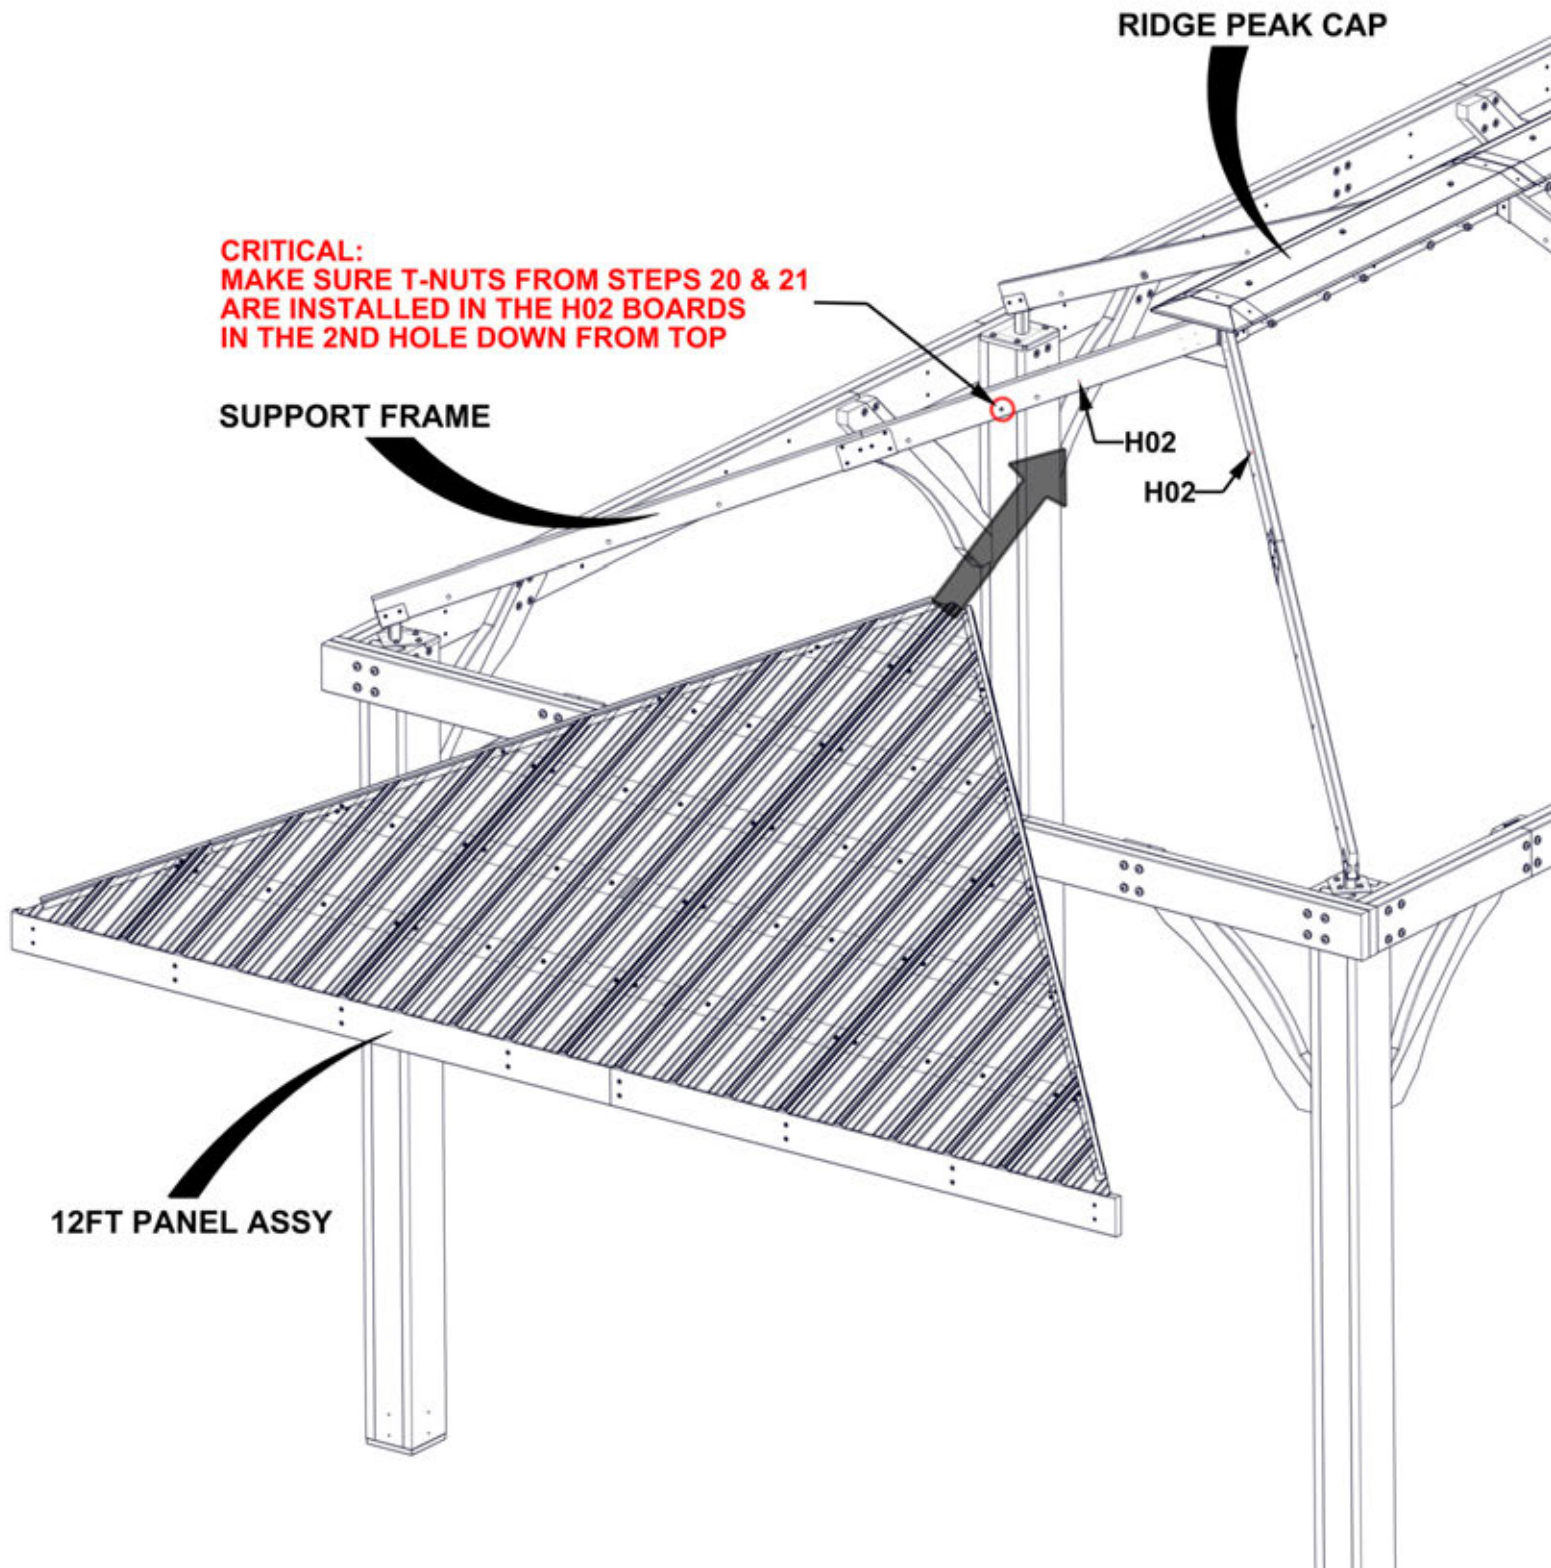 RIDGE PEAK CAP
CRITICAL:
MAKE SURE T-NUTS FROM STEPS 20 & 21
ARE INSTALLED IN THE H02 BOARDS
IN THE 2ND HOLE DOWN FROM TOP
SUPPORT FRAME
H02
H02
12FT PANEL ASSY